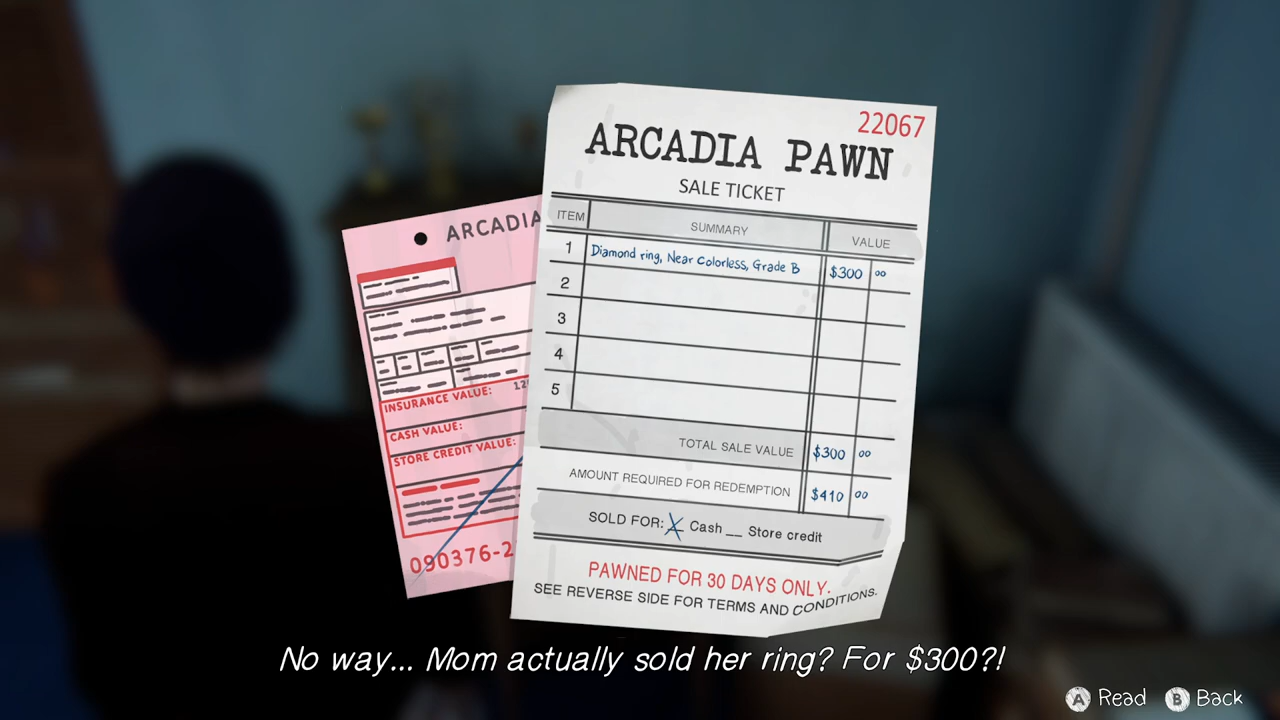 22067
ARCADIA PAWN
SALE TICKET
ITEM SUMMARY VALUE
1 Diamond ring, Near Colorless, Grade B $300 00
2
3
4
5
TOTAL SALE VALUE $300 00
AMOUNT REQUIRED FOR REDEMPTION $410 00
SOLD FOR: X Cash __ Store credit
PAWNED FOR 30 DAYS ONLY.
SEE REVERSE SIDE FOR TERMS AND CONDITIONS.
ARCADIA
INSURANCE VALUE: 12
CASH VALUE:
STORE CREDIT VALUE:
090376-2
No way... Mom actually sold her ring? For $300?!
A Read B Back